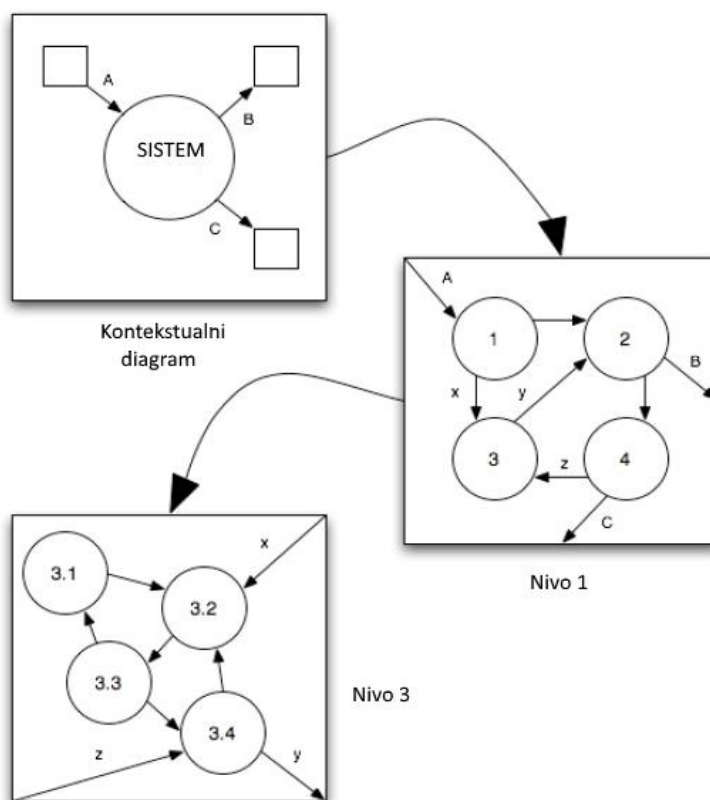 A
B
SISTEM
C
Kontekstualni
diagram
A
1
2
B
x
y
3
z
4
C
Nivo 1
x
3.1
3.2
3.3
Nivo 3
3.4
z
y